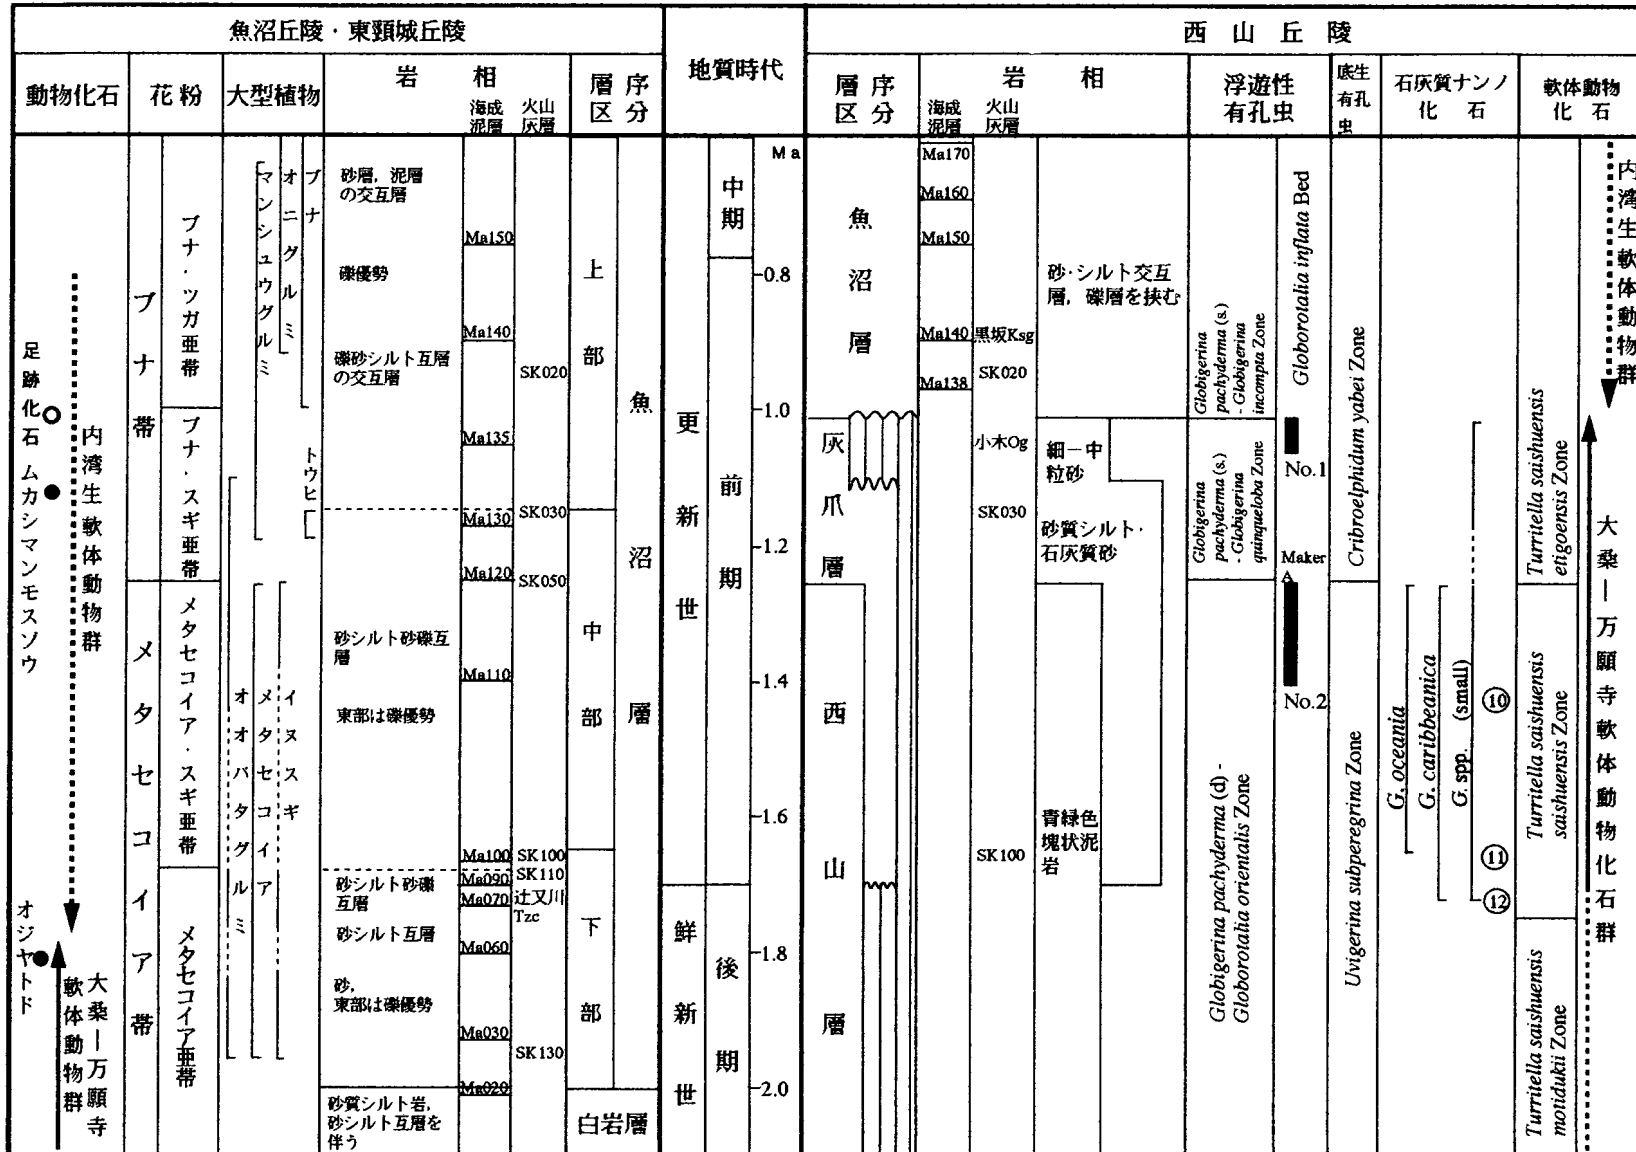 魚沼丘陵・東頸城丘陵
地質時代
西山丘陵
動物化石
花粉
大型植物
岩相
海成泥層
火山灰層
層序区分
層序区分
岩相
海成泥層
火山灰層
浮遊性有孔虫
底生有孔虫
石灰質ナンノ化石
軟体動物化石
足跡化石
ムカシマンモスゾウ
オジヤトド
内湾生軟体動物群
大桑―万願寺軟体動物群
ブナ帯
メタセコイア帯
ブナ・ツガ亜帯
ブナ・スギ亜帯
メタセコイア・スギ亜帯
メタセコイア亜帯
マンシュウグルミ
オニグルミ
ブナ
トウヒ
オオバタグルミ
メタセコイア
イヌスギ
砂層，泥層の交互層
礫優勢
礫砂シルト互層の交互層
砂シルト砂礫互層
東部は礫優勢
砂シルト砂礫互層
砂シルト互層
砂，東部は礫優勢
砂質シルト岩，砂シルト互層を伴う
Ma150
Ma140
Ma135
Ma130
Ma120
Ma110
Ma100
Ma090
Ma070
Ma060
Ma030
Ma020
SK020
SK030
SK050
SK100
SK110
辻又川Tzc
SK130
上部
中部
下部
魚沼層
白岩層
更新世
鮮新世
中期
前期
後期
Ma
0.8
1.0
1.2
1.4
1.6
1.8
2.0
魚沼層
灰爪層
西山層
Ma170
Ma160
Ma150
Ma140
Ma138
黒坂Ksg
SK020
小木Og
SK030
SK100
砂・シルト交互層，礫層を挟む
細－中粒砂
砂質シルト・石灰質砂
青緑色塊状泥岩
Globigerina pachyderma (s.) - Globigerina incompta Zone
Globigerina pachyderma (s.) - Globigerina quinqueloba Zone
Globigerina pachyderma (d) - Globorotalia orientalis Zone
Globorotalia inflata Bed
No.1
Maker A
No.2
Cribroelphidum yabei Zone
Uvigerina subperegrina Zone
G. oceania
G. caribbeanica
G. spp. (small)
⑩
⑪
⑫
Turritella saishuensis etigoensis Zone
Turritella saishuensis saishuensis Zone
Turritella saishuensis motidukii Zone
内湾生軟体動物群
大桑―万願寺軟体動物化石群